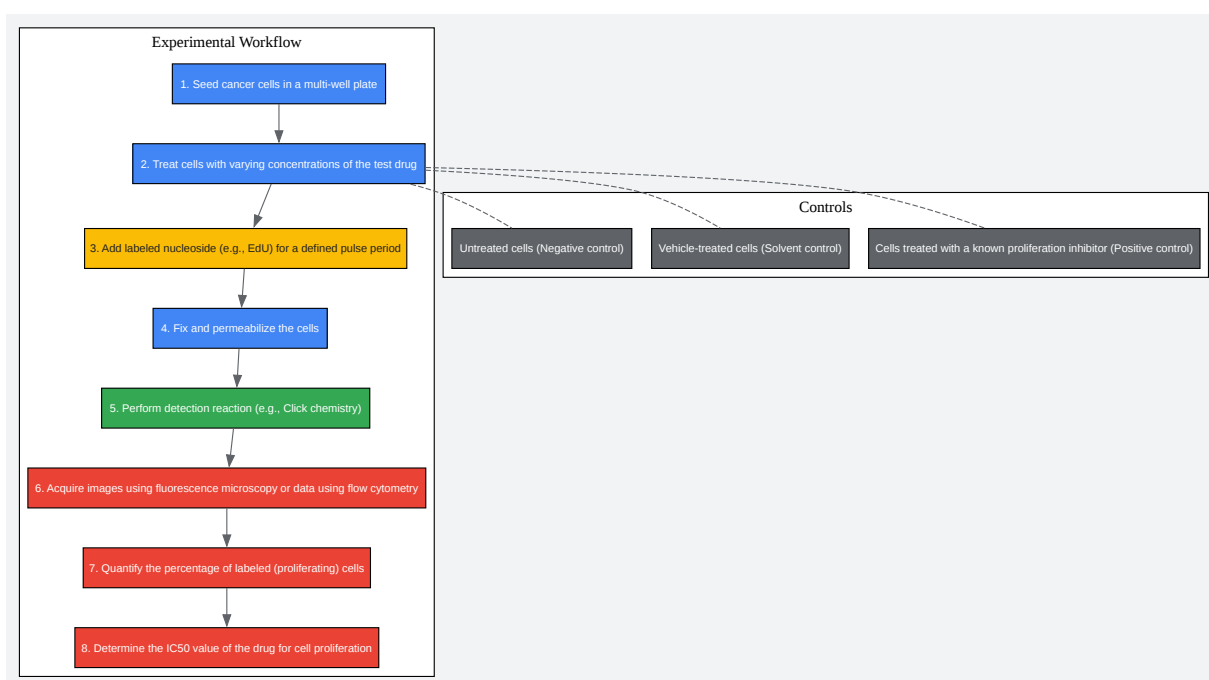 Experimental Workflow
1. Seed cancer cells in a multi-well plate
2. Treat cells with varying concentrations of the test drug
3. Add labeled nucleoside (e.g., EdU) for a defined pulse period
4. Fix and permeabilize the cells
5. Perform detection reaction (e.g., Click chemistry)
6. Acquire images using fluorescence microscopy or data using flow cytometry
7. Quantify the percentage of labeled (proliferating) cells
8. Determine the IC50 value of the drug for cell proliferation
Controls
Untreated cells (Negative control)
Vehicle-treated cells (Solvent control)
Cells treated with a known proliferation inhibitor (Positive control)